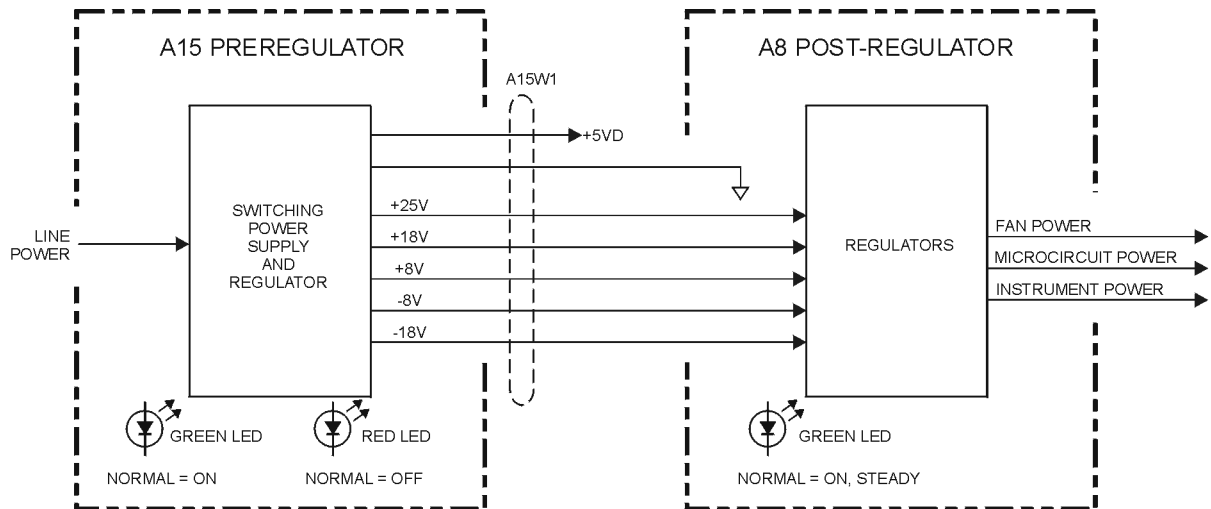 A15 PREREGULATOR
A8 POST-REGULATOR
A15W1
+5VD
SWITCHING
POWER
SUPPLY
AND
REGULATOR
LINE
POWER
+25V
+18V
+8V
-8V
-18V
REGULATORS
FAN POWER
MICROCIRCUIT POWER
INSTRUMENT POWER
GREEN LED
NORMAL = ON
RED LED
NORMAL = OFF
GREEN LED
NORMAL = ON, STEADY